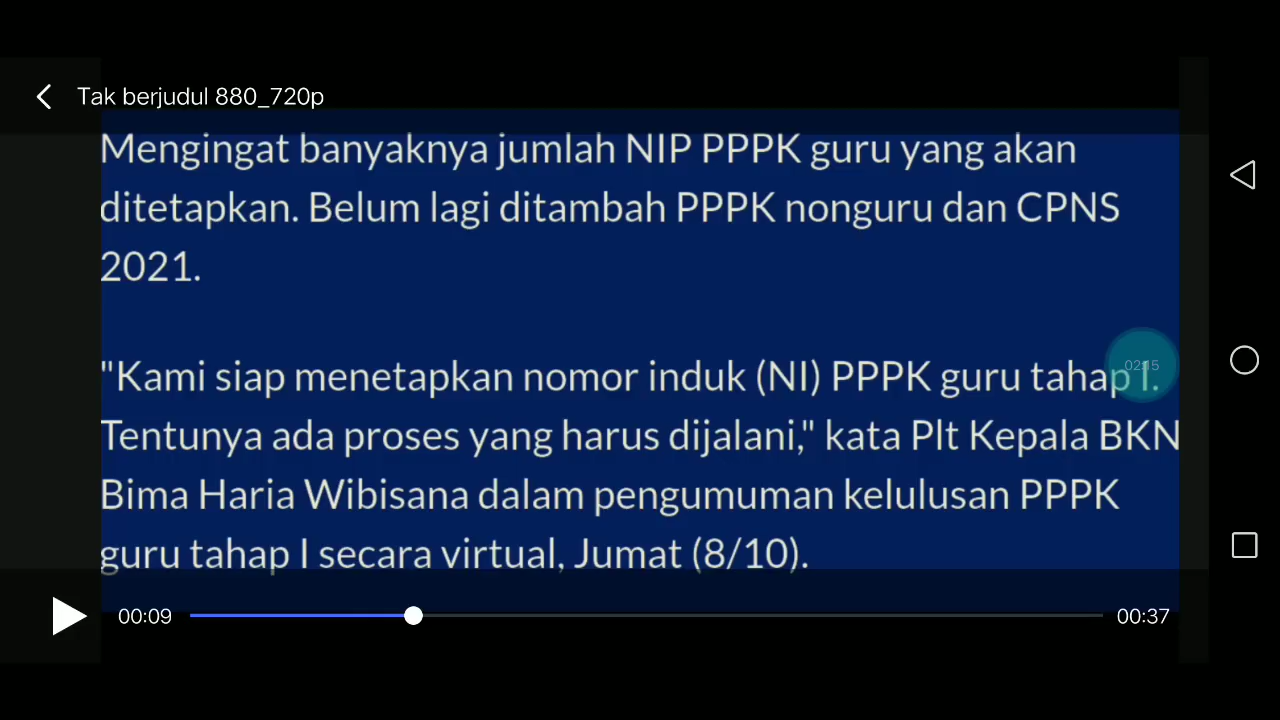 Tak berjudul 880_720p
Mengingat banyaknya jumlah NIP PPPK guru yang akan
ditetapkan. Belum lagi ditambah PPPK nonguru dan CPNS
2021.
"Kami siap menetapkan nomor induk (NI) PPPK guru tahap I.
02:15
Tentunya ada proses yang harus dijalani," kata Plt Kepala BKN
Bima Haria Wibisana dalam pengumuman kelulusan PPPK
guru tahap I secara virtual, Jumat (8/10).
00:09
00:37